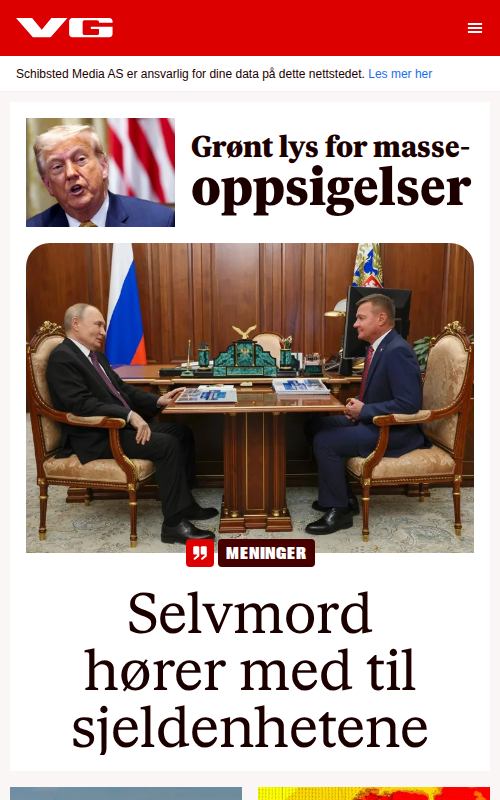 VG
Schibsted Media AS er ansvarlig for dine data på dette nettstedet. Les mer her
Grønt lys for masse-
oppsigelser
MENINGER
Selvmord
hører med til
sjeldenhetene